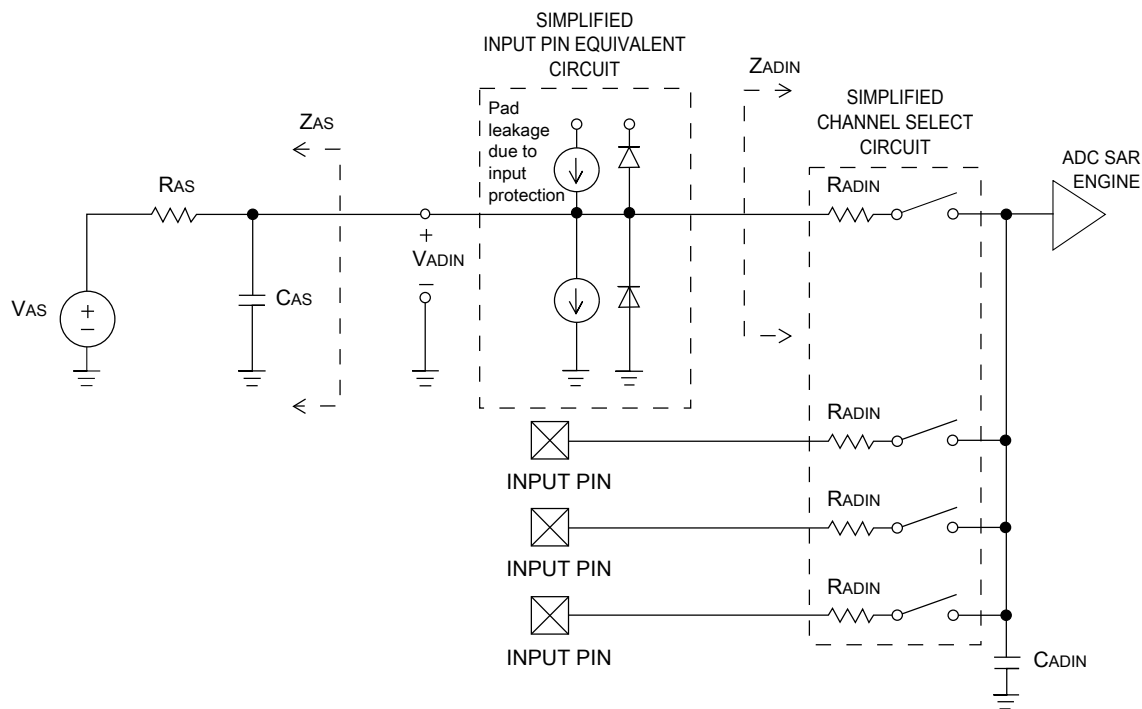 SIMPLIFIED
INPUT PIN EQUIVALENT
CIRCUIT
Pad
leakage
due to
input
protection
ZADIN
SIMPLIFIED
CHANNEL SELECT
CIRCUIT
ADC SAR
ENGINE
ZAS
RAS
RADIN
+
VADIN
−
CAS
VAS
+
−
RADIN
INPUT PIN
RADIN
INPUT PIN
RADIN
INPUT PIN
CADIN